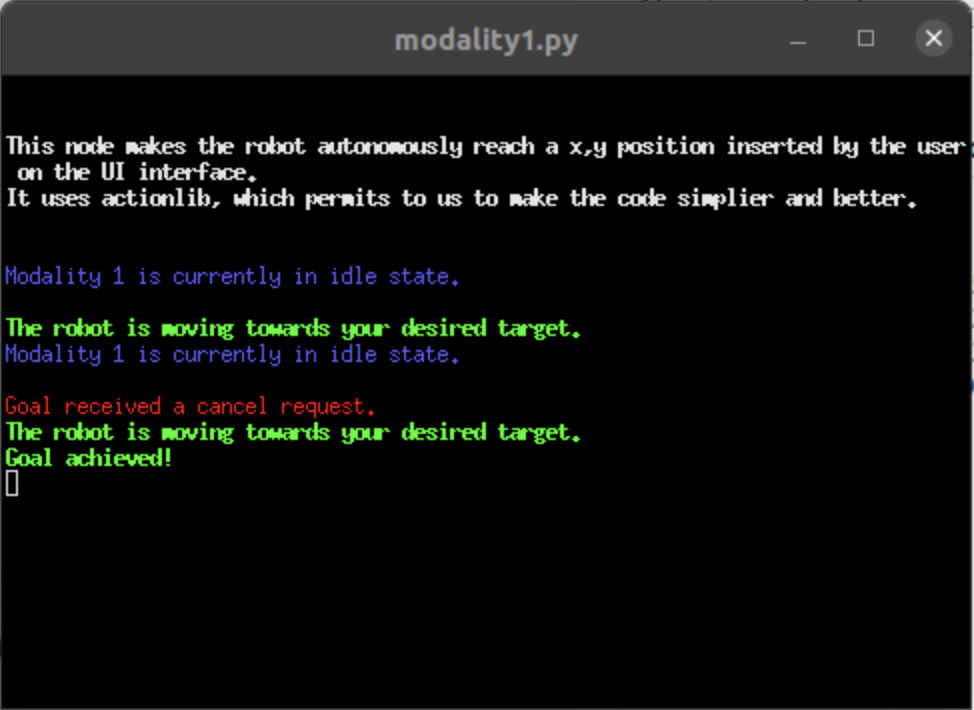 modality1.py
This node makes the robot autonomously reach a x,y position inserted by the user
on the UI interface.
It uses actionlib, which permits to us to make the code simplier and better.
Modality 1 is currently in idle state.
The robot is moving towards your desired target.
Modality 1 is currently in idle state.
Goal received a cancel request.
The robot is moving towards your desired target.
Goal achieved!